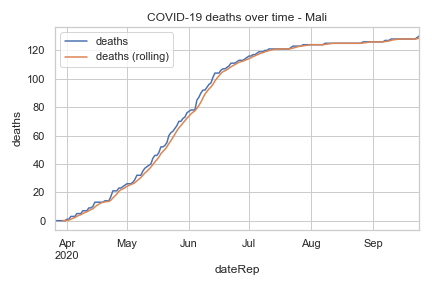 COVID-19 deaths over time - Mali
deaths
deaths (rolling)
120
100
80
60
40
20
0
deaths
Apr May Jun Jul Aug Sep
2020
dateRep